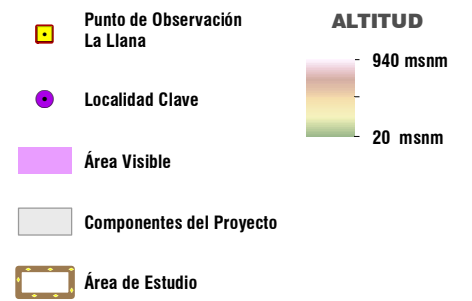 Punto de Observación
La Llana
Localidad Clave
Área Visible
Componentes del Proyecto
Área de Estudio
ALTITUD
940 msnm
20 msnm